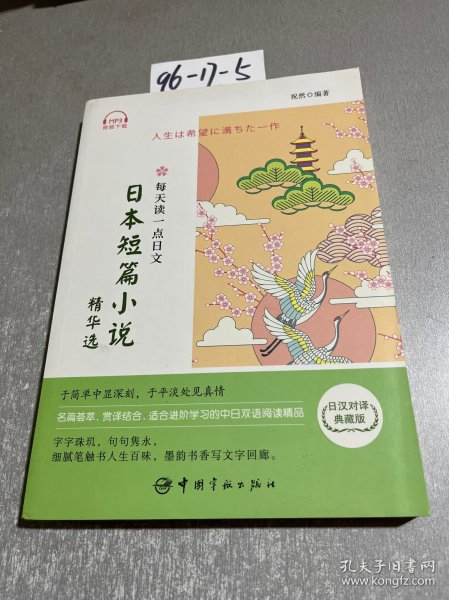 96-17-5
MP3
音频下载
祝然◎编著
人生は希望に満ちた一作
每天读一点日文
日本短篇小说
精华选
于简单中显深刻，于平淡处见真情
名篇荟萃，赏译结合，适合进阶学习的中日双语阅读精品
日汉对译
典藏版
字字珠玑，句句隽永，
细腻笔触书人生百味，墨韵书香写文字回廊。
中国宇航出版社
孔夫子旧书网
www.kongfz.com